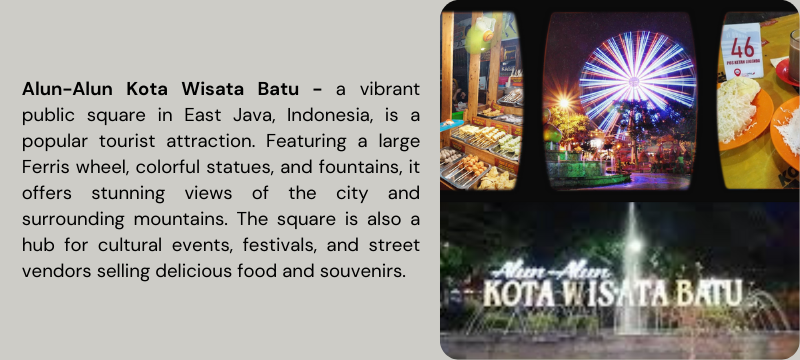 Alun-Alun Kota Wisata Batu - a vibrant
public square in East Java, Indonesia, is a
popular tourist attraction. Featuring a large
Ferris wheel, colorful statues, and fountains, it
offers stunning views of the city and
surrounding mountains. The square is also a
hub for cultural events, festivals, and street
vendors selling delicious food and souvenirs.
46
Alun-Alun
KOTA WISATA BATU